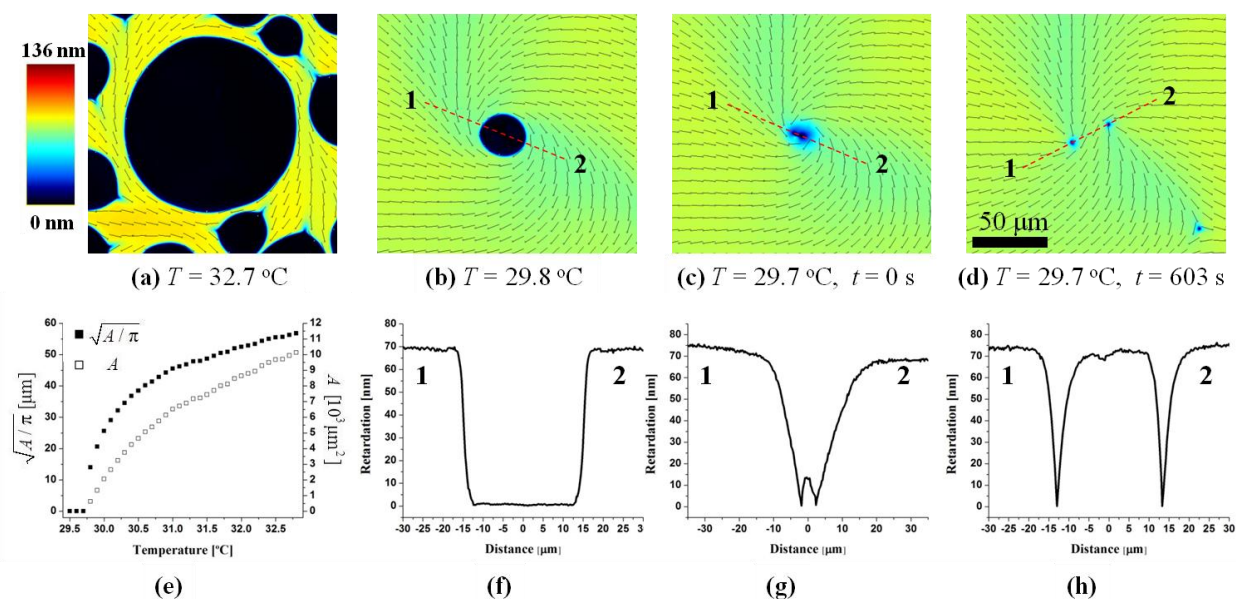 136 nm
0 nm
1
2
1
2
1
2
50 μm
(a) T = 32.7 °C
(b) T = 29.8 °C
(c) T = 29.7 °C, t = 0 s
(d) T = 29.7 °C, t = 603 s
60
50
40
30
20
10
0
√A/π [μm]
■ √A/π
□ A
12
11
10
9
8
7
6
5
4
3
2
1
0
A [10³μm²]
29.5 30.0 30.5 31.0 31.5 32.0 32.5
Temperature [°C]
(e)
80
70
60
50
40
30
20
10
0
Retardation [nm]
1 2
-30 -25 -20 -15 -10 -5 0 5 10 15 20 25 30
Distance [μm]
(f)
80
70
60
50
40
30
20
10
0
Retardation [nm]
1 2
-30 -20 -10 0 10 20 30
Distance [μm]
(g)
80
70
60
50
40
30
20
10
0
Retardation [nm]
1 2
-30 -25 -20 -15 -10 -5 0 5 10 15 20 25 30
Distance [μm]
(h)